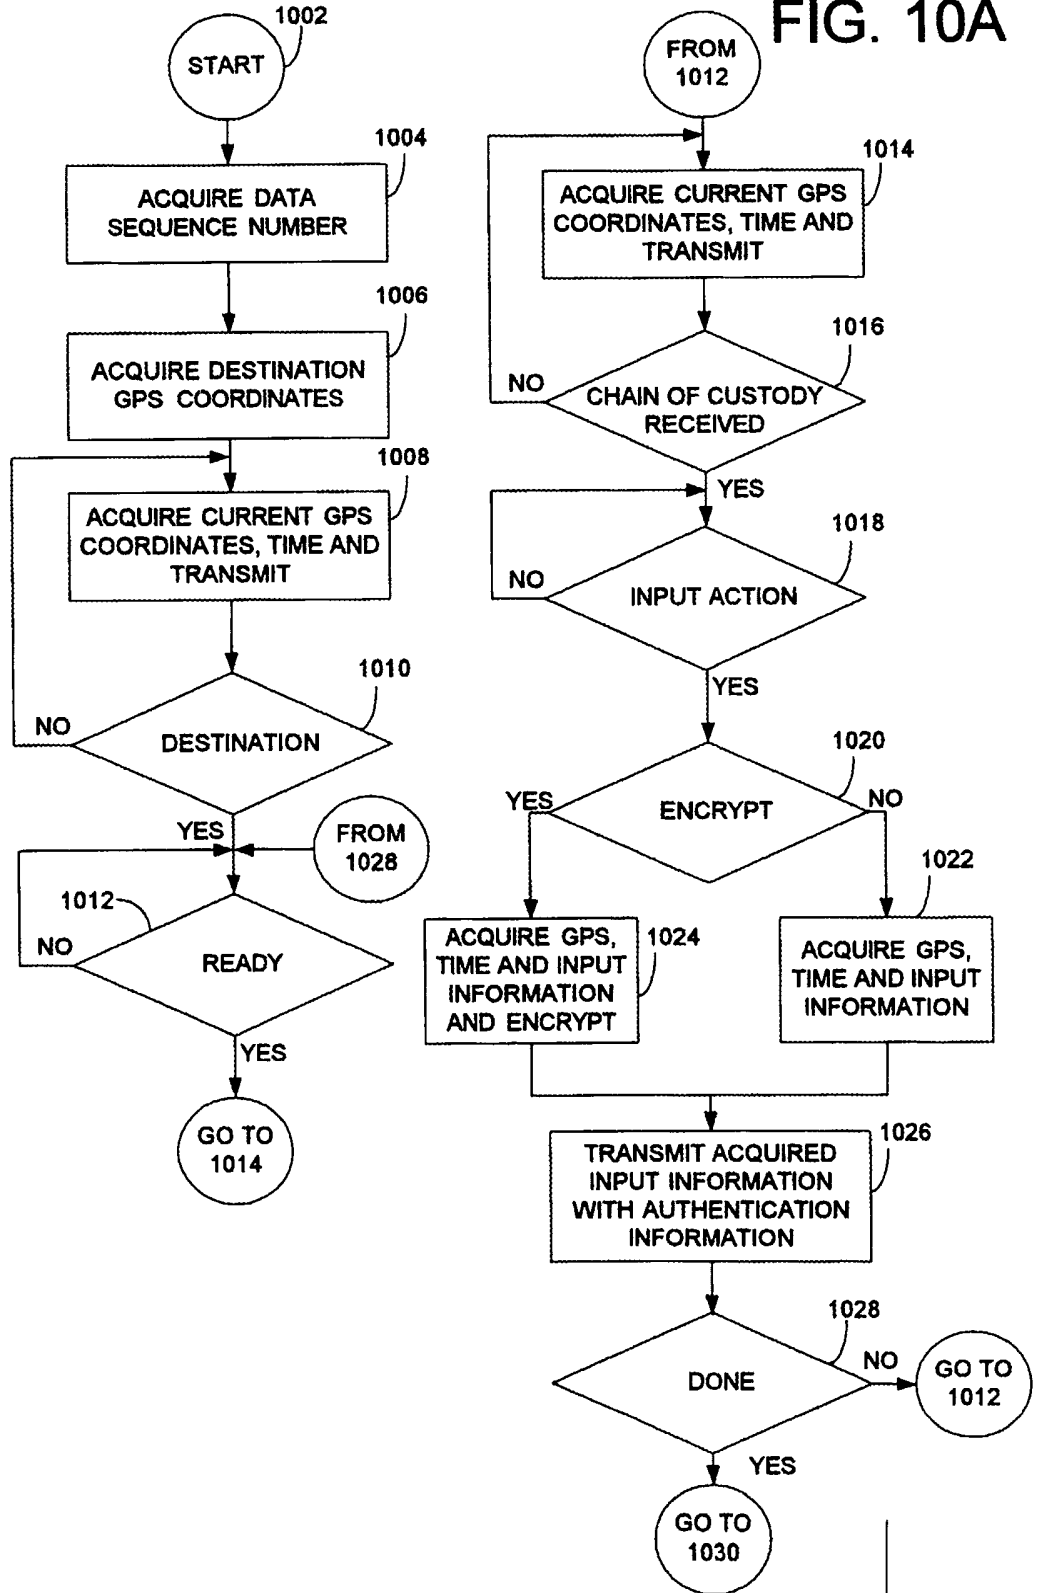 FIG. 10A
1002
START
1004
ACQUIRE DATA
SEQUENCE NUMBER
1006
ACQUIRE DESTINATION
GPS COORDINATES
1008
ACQUIRE CURRENT GPS
COORDINATES, TIME AND
TRANSMIT
1010
NO
DESTINATION
YES
FROM
1028
1012
NO
READY
YES
GO TO
1014
FROM
1012
1014
ACQUIRE CURRENT GPS
COORDINATES, TIME AND
TRANSMIT
1016
NO
CHAIN OF CUSTODY
RECEIVED
YES
1018
NO
INPUT ACTION
YES
1020
YES
ENCRYPT
NO
1022
1024
ACQUIRE GPS,
TIME AND INPUT
INFORMATION
AND ENCRYPT
ACQUIRE GPS,
TIME AND INPUT
INFORMATION
1026
TRANSMIT ACQUIRED
INPUT INFORMATION
WITH AUTHENTICATION
INFORMATION
1028
DONE
NO
GO TO
1012
YES
GO TO
1030